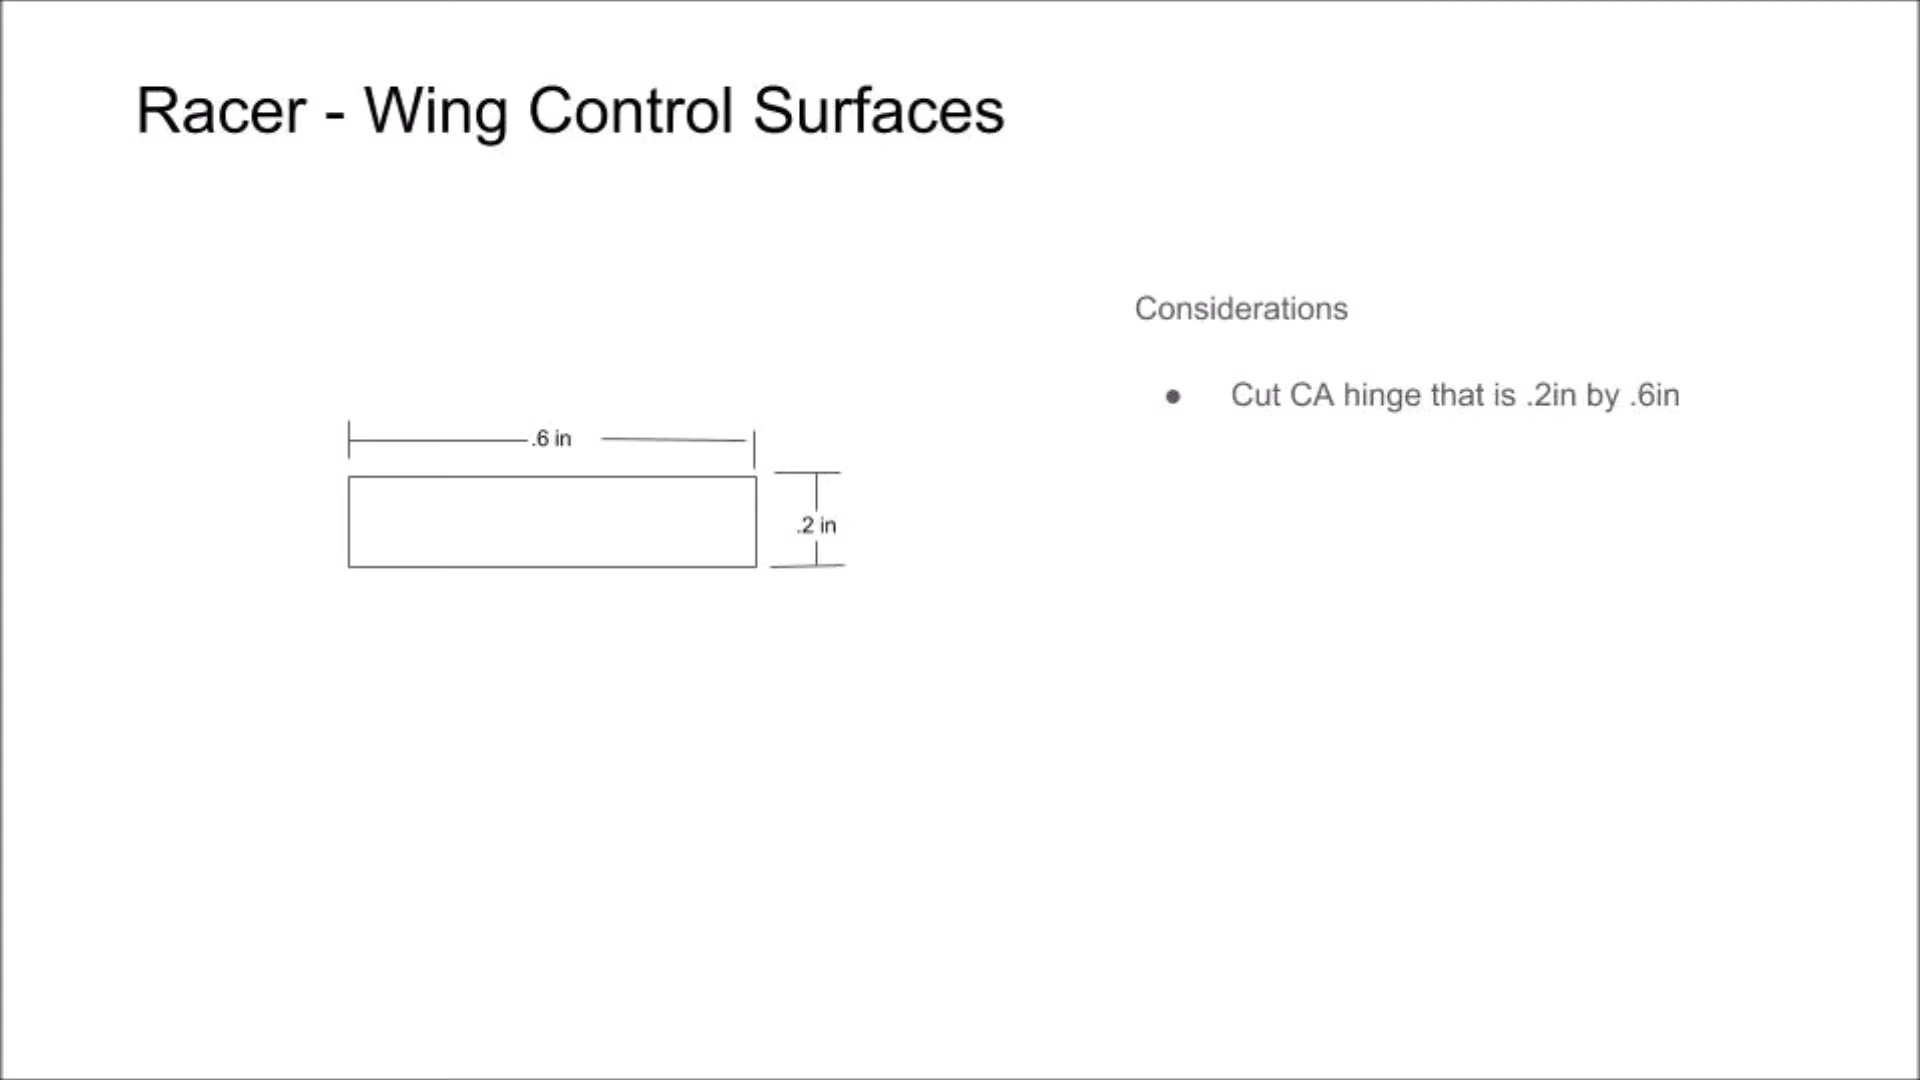 Racer - Wing Control Surfaces
Considerations
● Cut CA hinge that is .2in by .6in
.6 in
.2 in